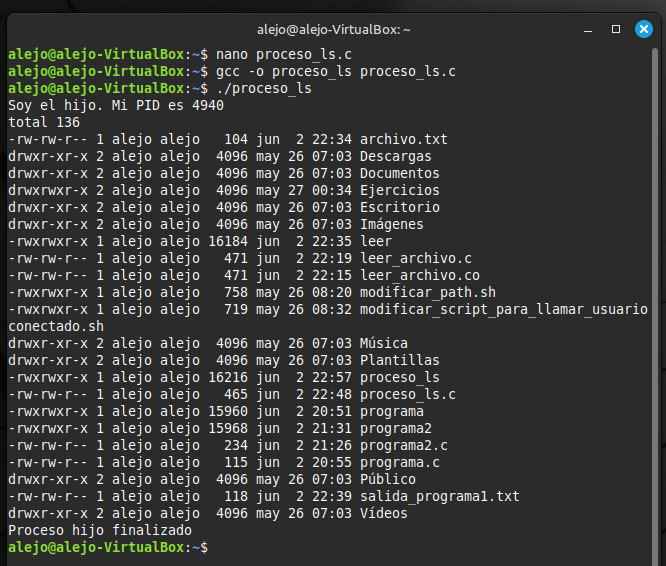 alejo@alejo-VirtualBox: ~
alejo@alejo-VirtualBox:~$ nano proceso_ls.c
alejo@alejo-VirtualBox:~$ gcc -o proceso_ls proceso_ls.c
alejo@alejo-VirtualBox:~$ ./proceso_ls
Soy el hijo. Mi PID es 4940
total 136
-rw-rw-r-- 1 alejo alejo   104 jun  2 22:34 archivo.txt
drwxr-xr-x 2 alejo alejo  4096 may 26 07:03 Descargas
drwxr-xr-x 2 alejo alejo  4096 may 26 07:03 Documentos
drwxr-xr-x 2 alejo alejo  4096 may 27 00:34 Ejercicios
drwxr-xr-x 2 alejo alejo  4096 may 26 07:03 Escritorio
drwxr-xr-x 2 alejo alejo  4096 may 26 07:03 Imágenes
-rwxrwxr-x 1 alejo alejo 16184 jun  2 22:35 leer
-rw-rw-r-- 1 alejo alejo   471 jun  2 22:19 leer_archivo.c
-rw-rw-r-- 1 alejo alejo   471 jun  2 22:15 leer_archivo.co
-rwxrwxr-x 1 alejo alejo   758 may 26 08:20 modificar_path.sh
-rwxrwxr-x 1 alejo alejo   719 may 26 08:32 modificar_script_para_llamar_usuario
conectado.sh
drwxr-xr-x 2 alejo alejo  4096 may 26 07:03 Música
drwxr-xr-x 2 alejo alejo  4096 may 26 07:03 Plantillas
-rwxrwxr-x 1 alejo alejo 16216 jun  2 22:57 proceso_ls
-rw-rw-r-- 1 alejo alejo   465 jun  2 22:48 proceso_ls.c
-rwxrwxr-x 1 alejo alejo 15960 jun  2 20:51 programa
-rwxrwxr-x 1 alejo alejo 15968 jun  2 21:31 programa2
-rw-rw-r-- 1 alejo alejo   234 jun  2 21:26 programa2.c
-rw-rw-r-- 1 alejo alejo   115 jun  2 20:55 programa.c
drwxr-xr-x 2 alejo alejo  4096 may 26 07:03 Público
-rw-rw-r-- 1 alejo alejo   118 jun  2 22:39 salida_programa1.txt
drwxr-xr-x 2 alejo alejo  4096 may 26 07:03 Vídeos
Proceso hijo finalizado
alejo@alejo-VirtualBox:~$